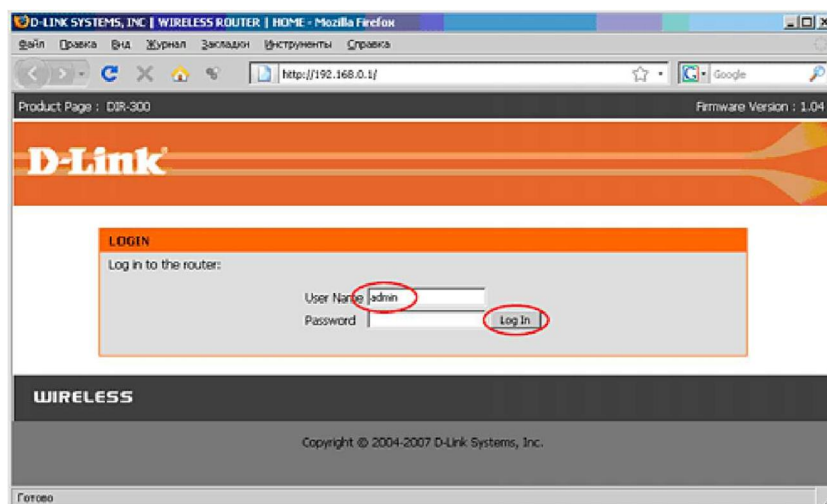 D-LINK SYSTEMS, INC | WIRELESS ROUTER | HOME - Mozilla Firefox
Файл Правка Вид Журнал Закладки Инструменты Справка
http://192.168.0.1/ Google
Product Page : DIR-300 Firmware Version : 1.04
D-Link
LOGIN
Log in to the router:
User Name admin
Password Log In
WIRELESS
Copyright © 2004-2007 D-Link Systems, Inc.
Готово